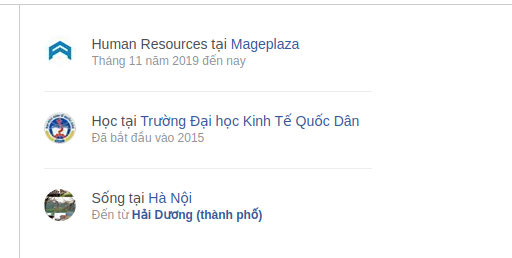 Human Resources tại Mageplaza
Tháng 11 năm 2019 đến nay
Học tại Trường Đại học Kinh Tế Quốc Dân
Đã bắt đầu vào 2015
Sống tại Hà Nội
Đến từ Hải Dương (thành phố)